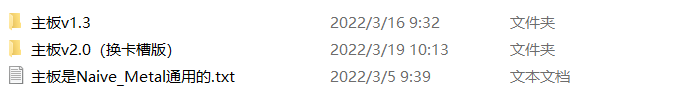 主板v1.3 2022/3/16 9:32 文件夹
主板v2.0（换卡槽版） 2022/3/19 10:13 文件夹
主板是Naive_Metal通用的.txt 2022/3/5 9:39 文本文档